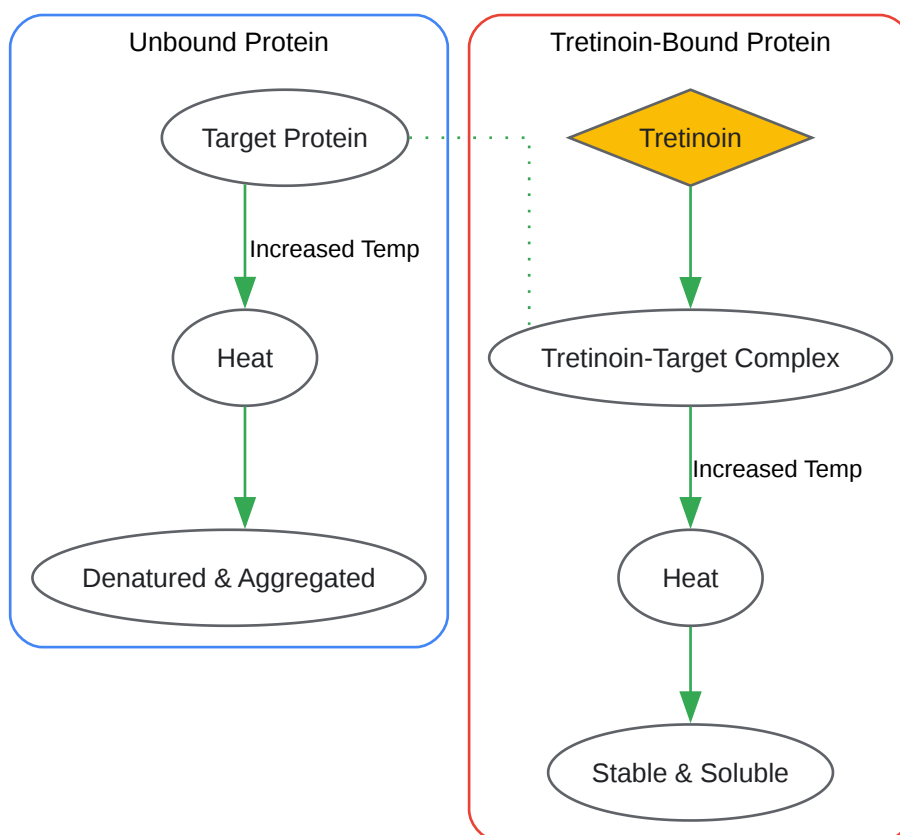 Unbound Protein
Target Protein
Increased Temp
Heat
Denatured & Aggregated
Tretinoin-Bound Protein
Tretinoin
Tretinoin-Target Complex
Increased Temp
Heat
Stable & Soluble